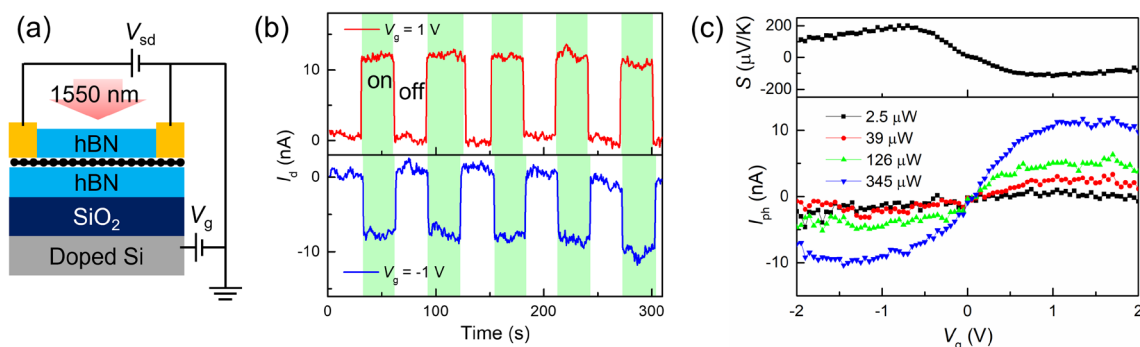 (a)
V_sd
1550 nm
hBN
hBN
SiO₂
V_g
Doped Si
(b)
V_g = 1 V
on off
10
0
I_d (nA)
0
-10
V_g = -1 V
0 100 200 300
Time (s)
(c)
200
0
-200
S (μV/K)
2.5 μW
39 μW
126 μW
345 μW
10
0
-10
I_ph (nA)
-2 -1 0 1 2
V_g (V)